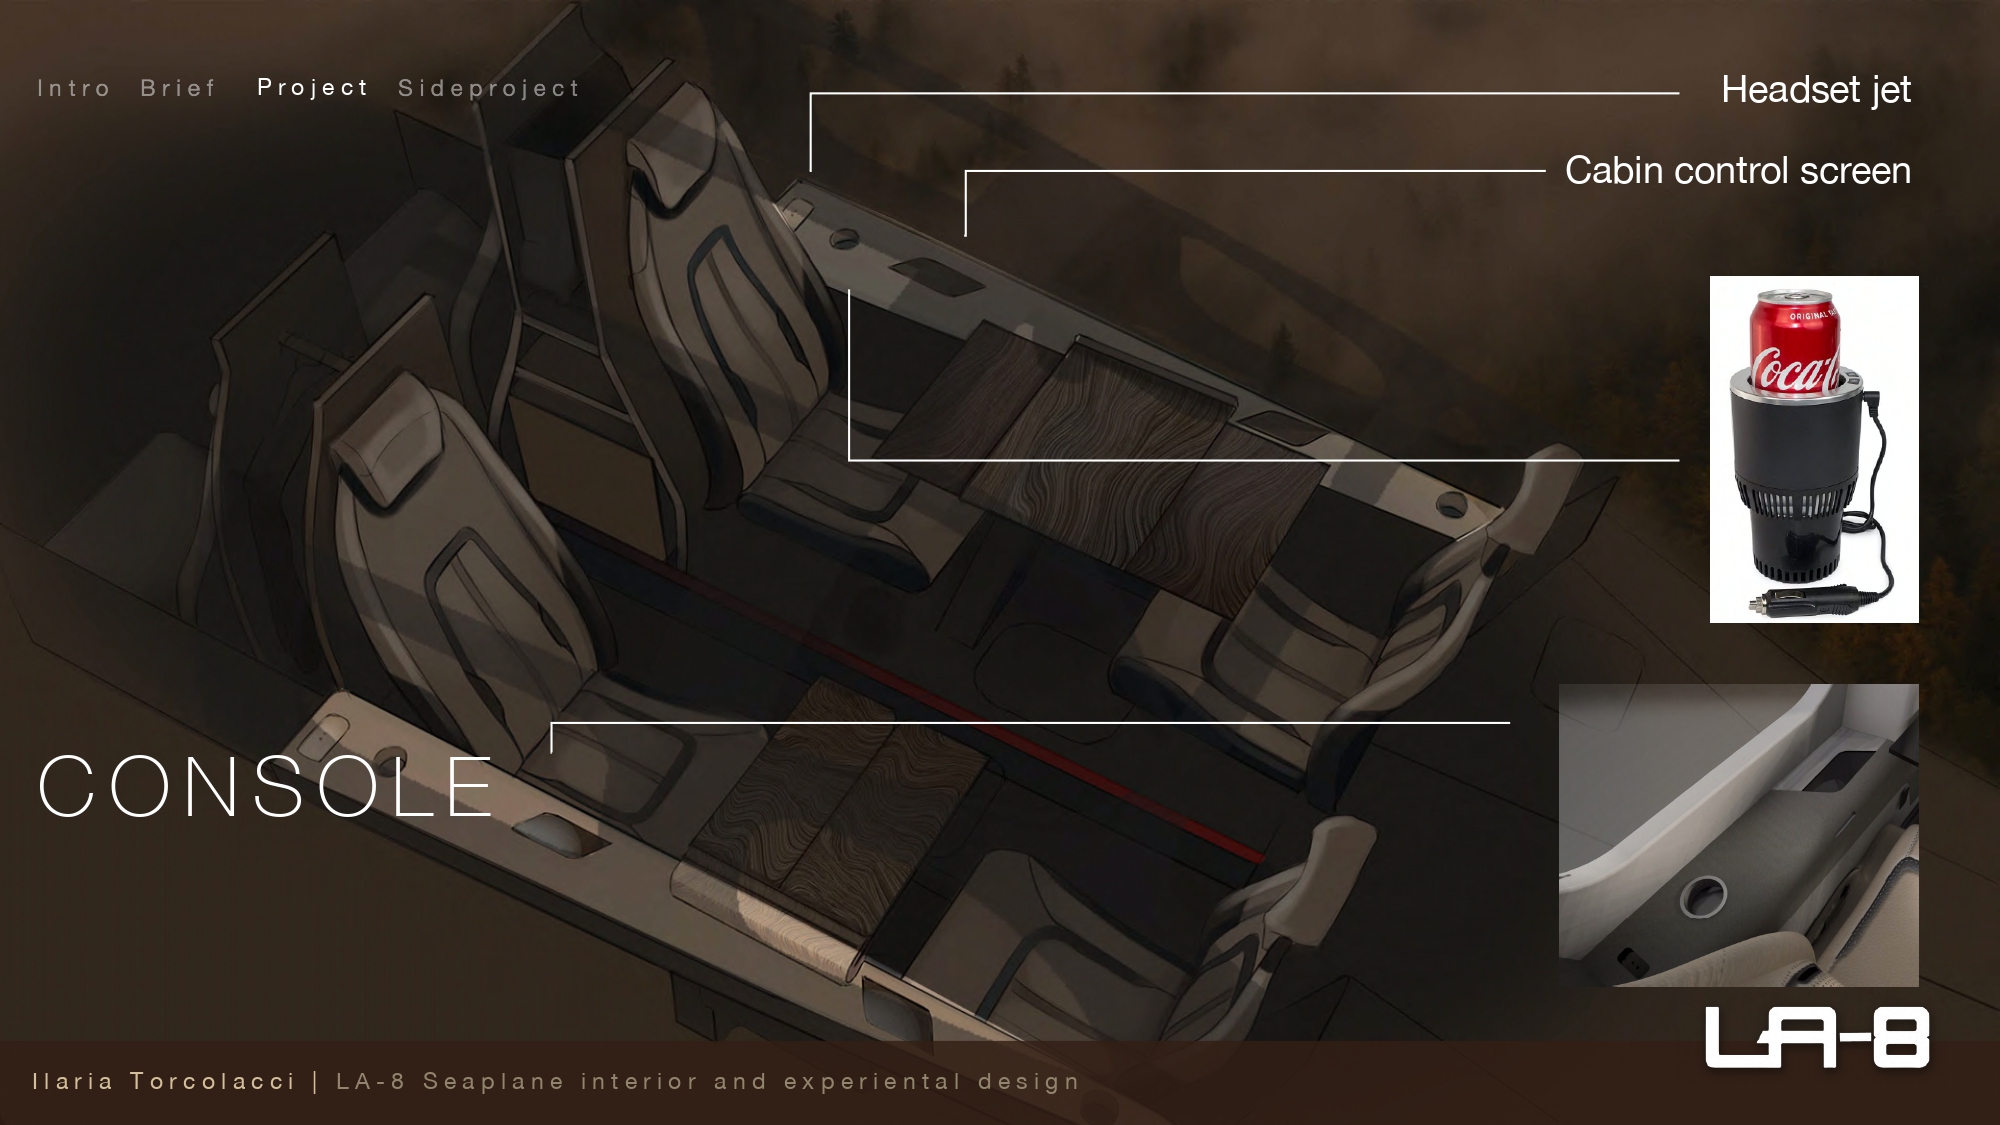 Intro Brief Project Sideproject
Headset jet
Cabin control screen
ORIGINAL
Coca
CONSOLE
LA-8
Ilaria Torcolacci | LA-8 Seaplane interior and experiental design